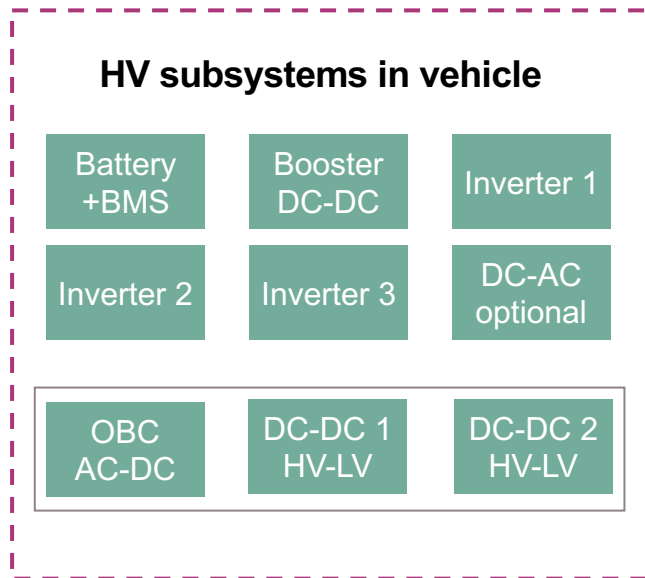 HV subsystems in vehicle
Battery
+BMS
Booster
DC-DC
Inverter 1
Inverter 2
Inverter 3
DC-AC
optional
OBC
AC-DC
DC-DC 1
HV-LV
DC-DC 2
HV-LV